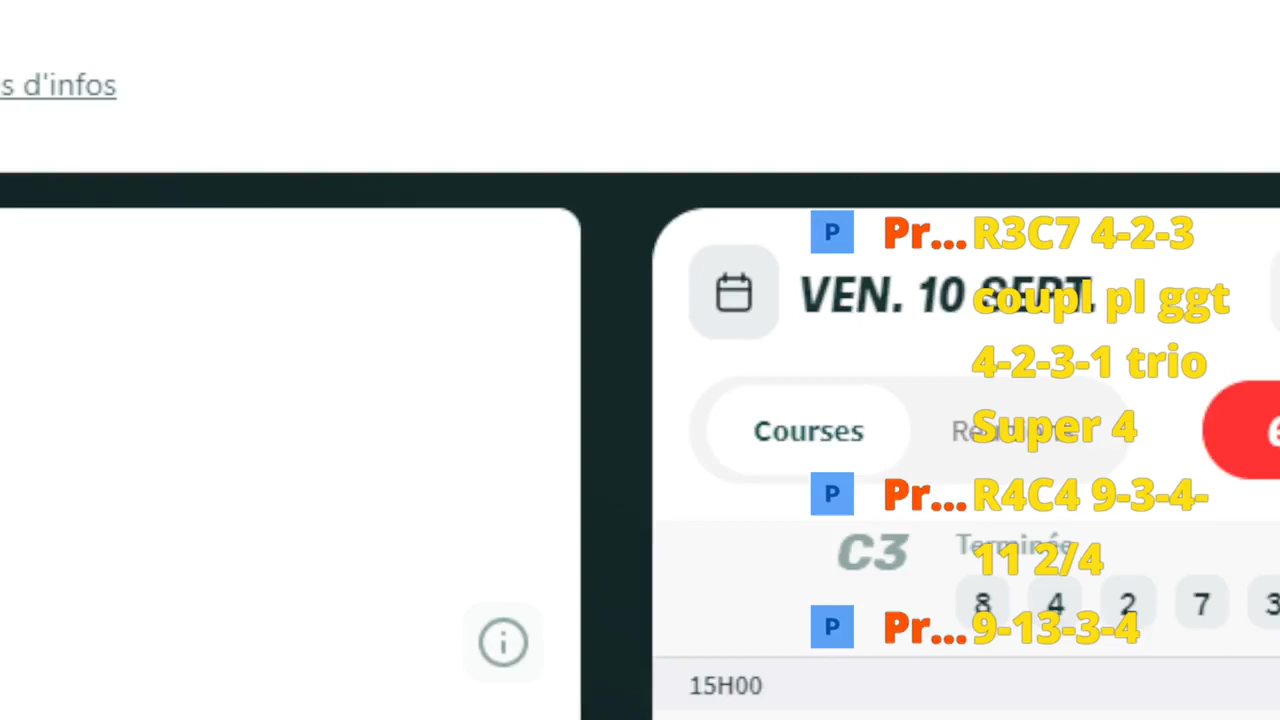 s d'infos
P Pr... R3C7 4-2-3
VEN. 10 SEPT.
coupl pl ggt
4-2-3-1 trio
Courses
Super 4
P Pr... R4C4 9-3-4-
C3 Terminée
11 2/4
8 4 2 7 3
P Pr... 9-13-3-4
15H00